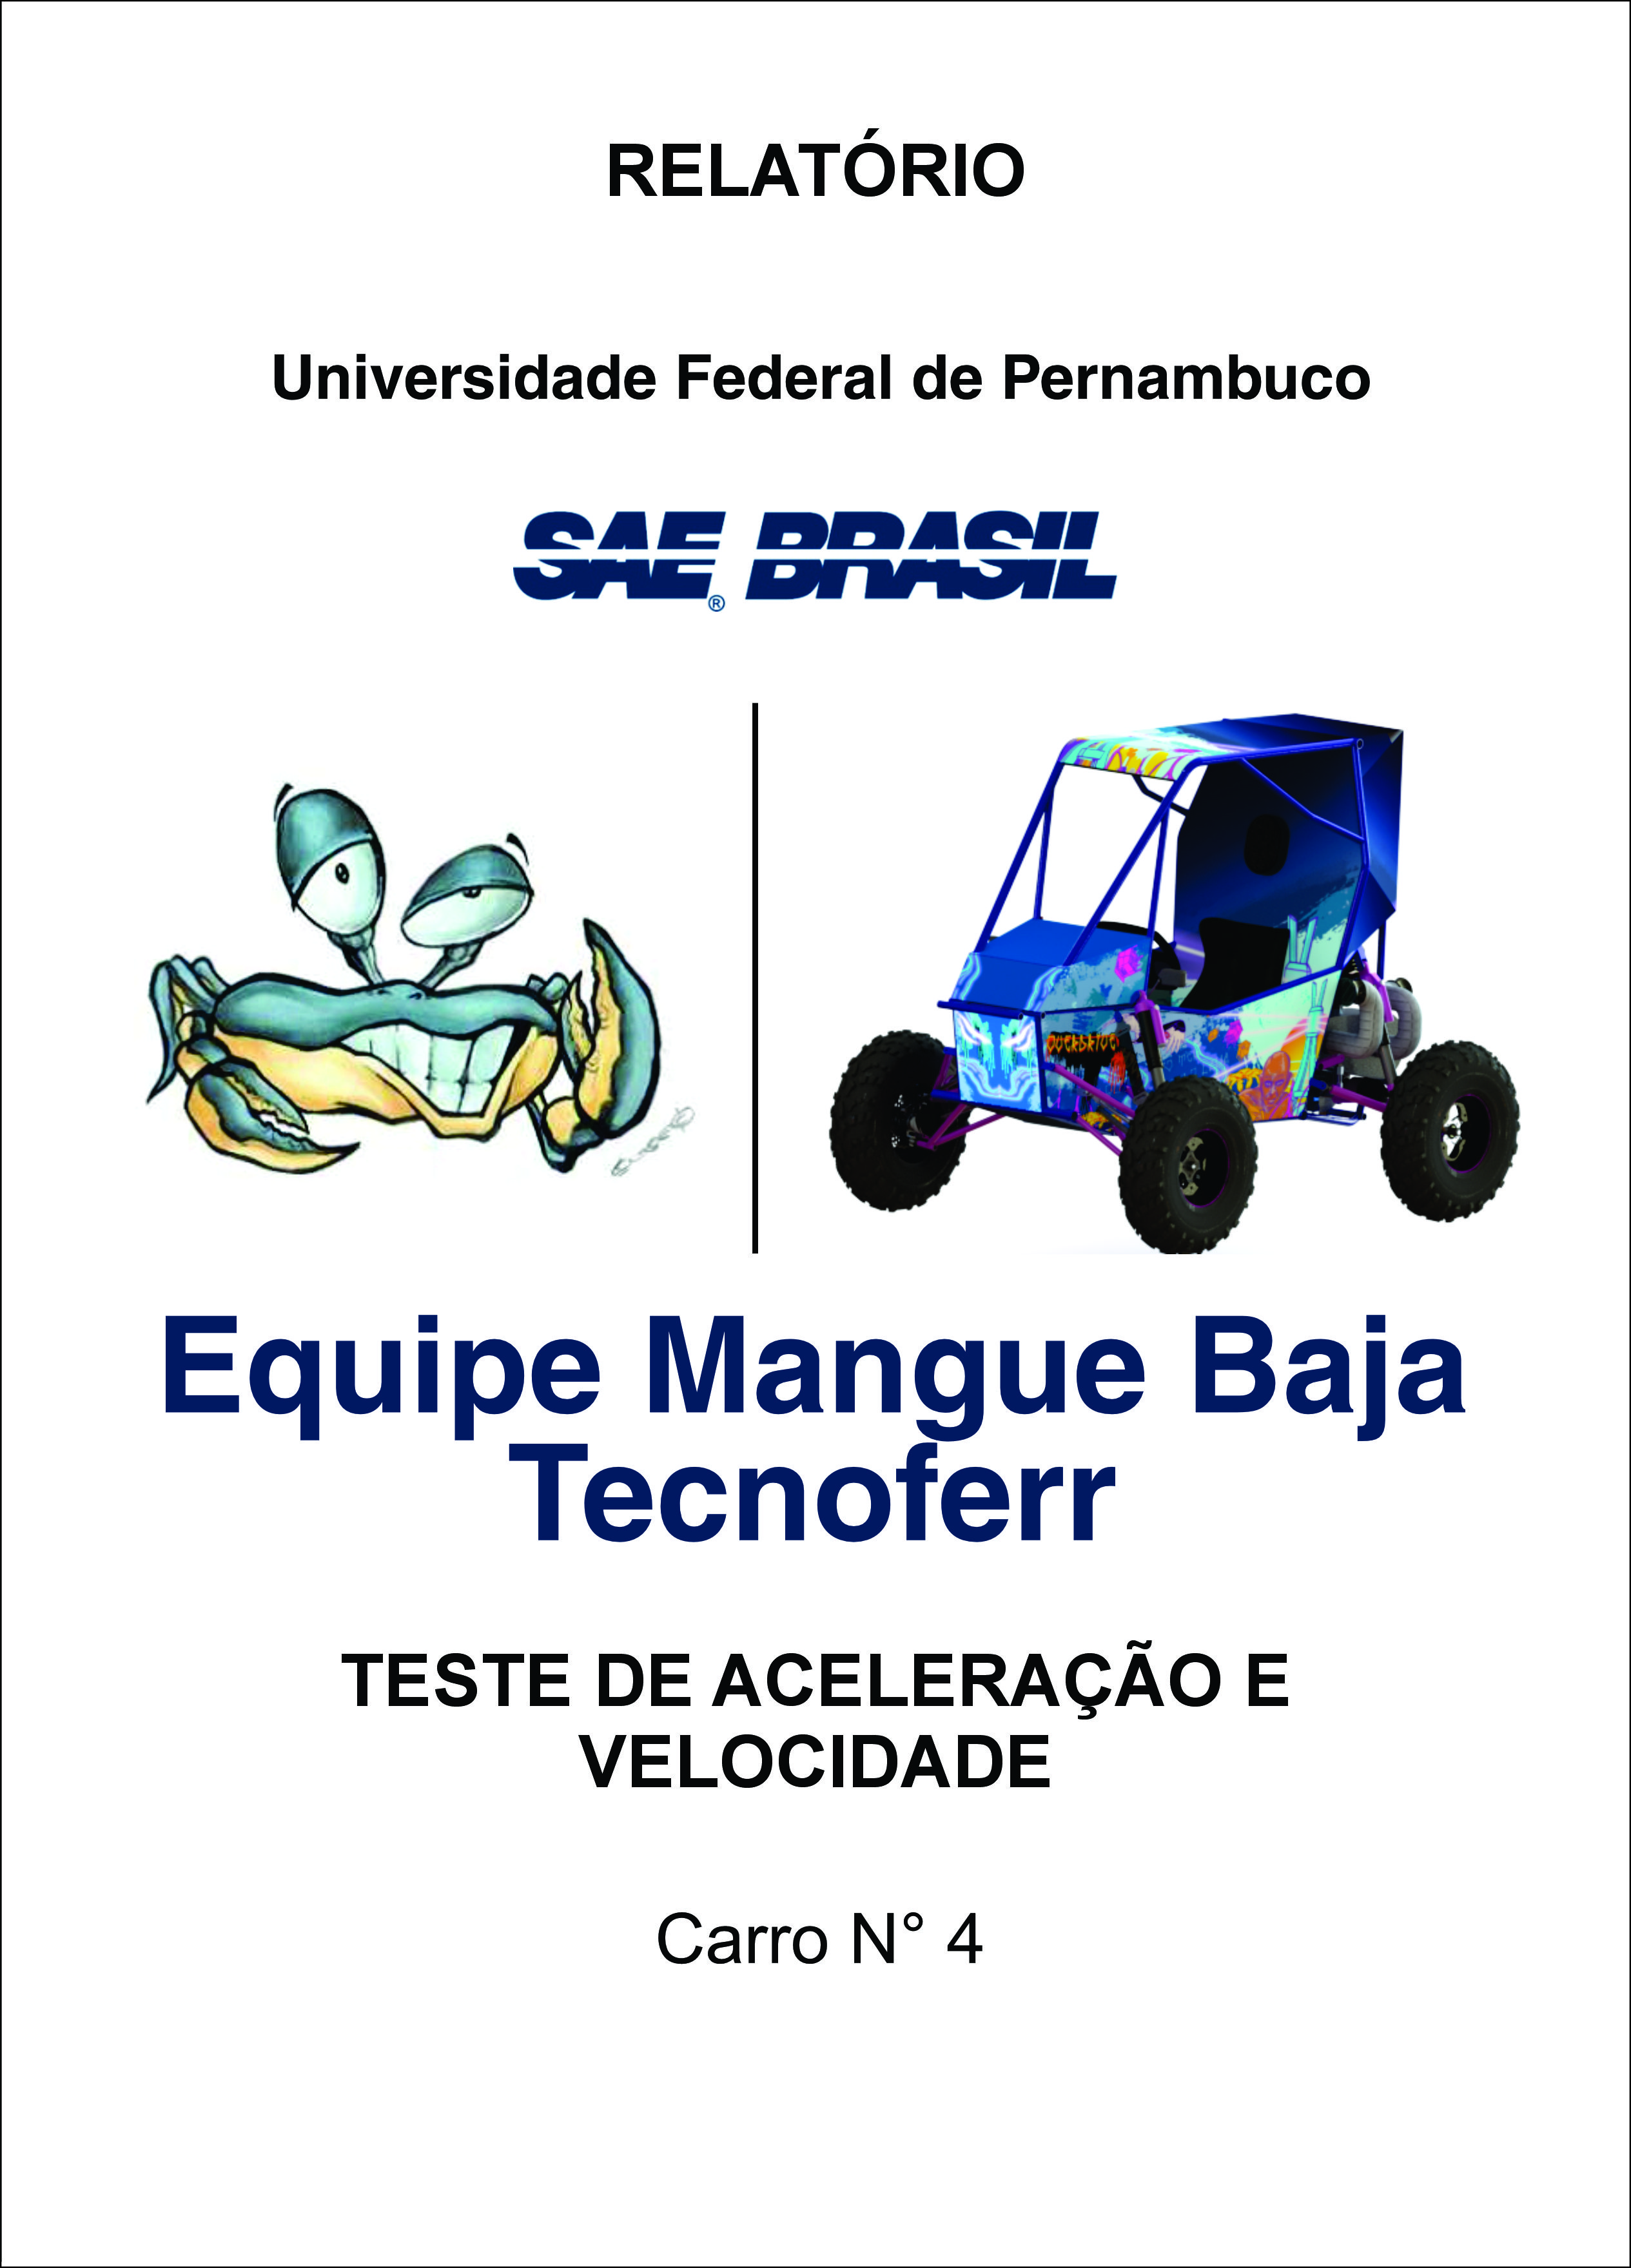 RELATÓRIO
Universidade Federal de Pernambuco
SAE® BRASIL
Equipe Mangue Baja
Tecnoferr
TESTE DE ACELERAÇÃO E
VELOCIDADE
Carro N° 4